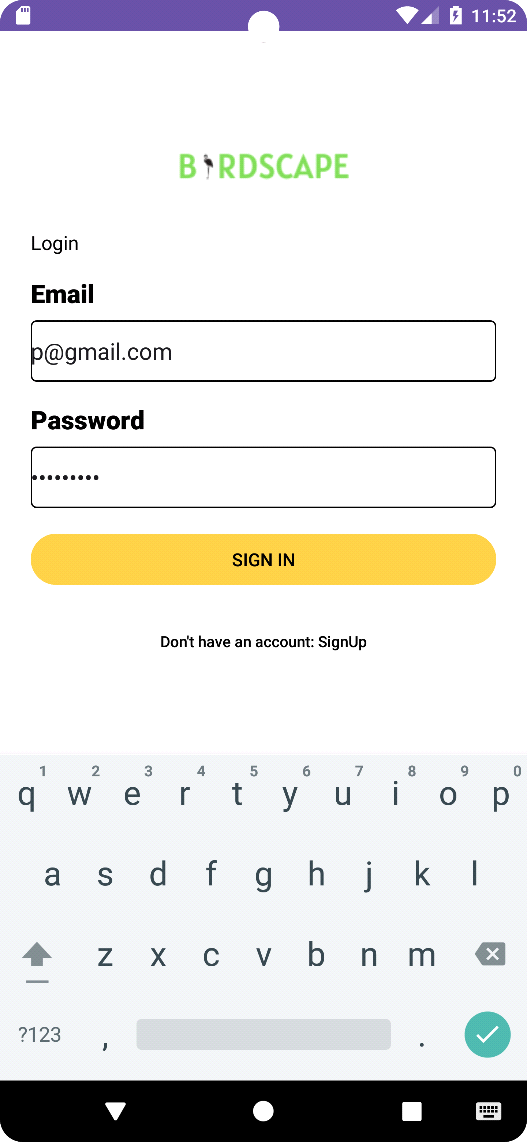 11:52
B RDSCAPE
Login
Email
p@gmail.com
Password
•••••••••
SIGN IN
Don't have an account: SignUp
1 2 3 4 5 6 7 8 9 0
q w e r t y u i o p
a s d f g h j k l
z x c v b n m
?123 , .